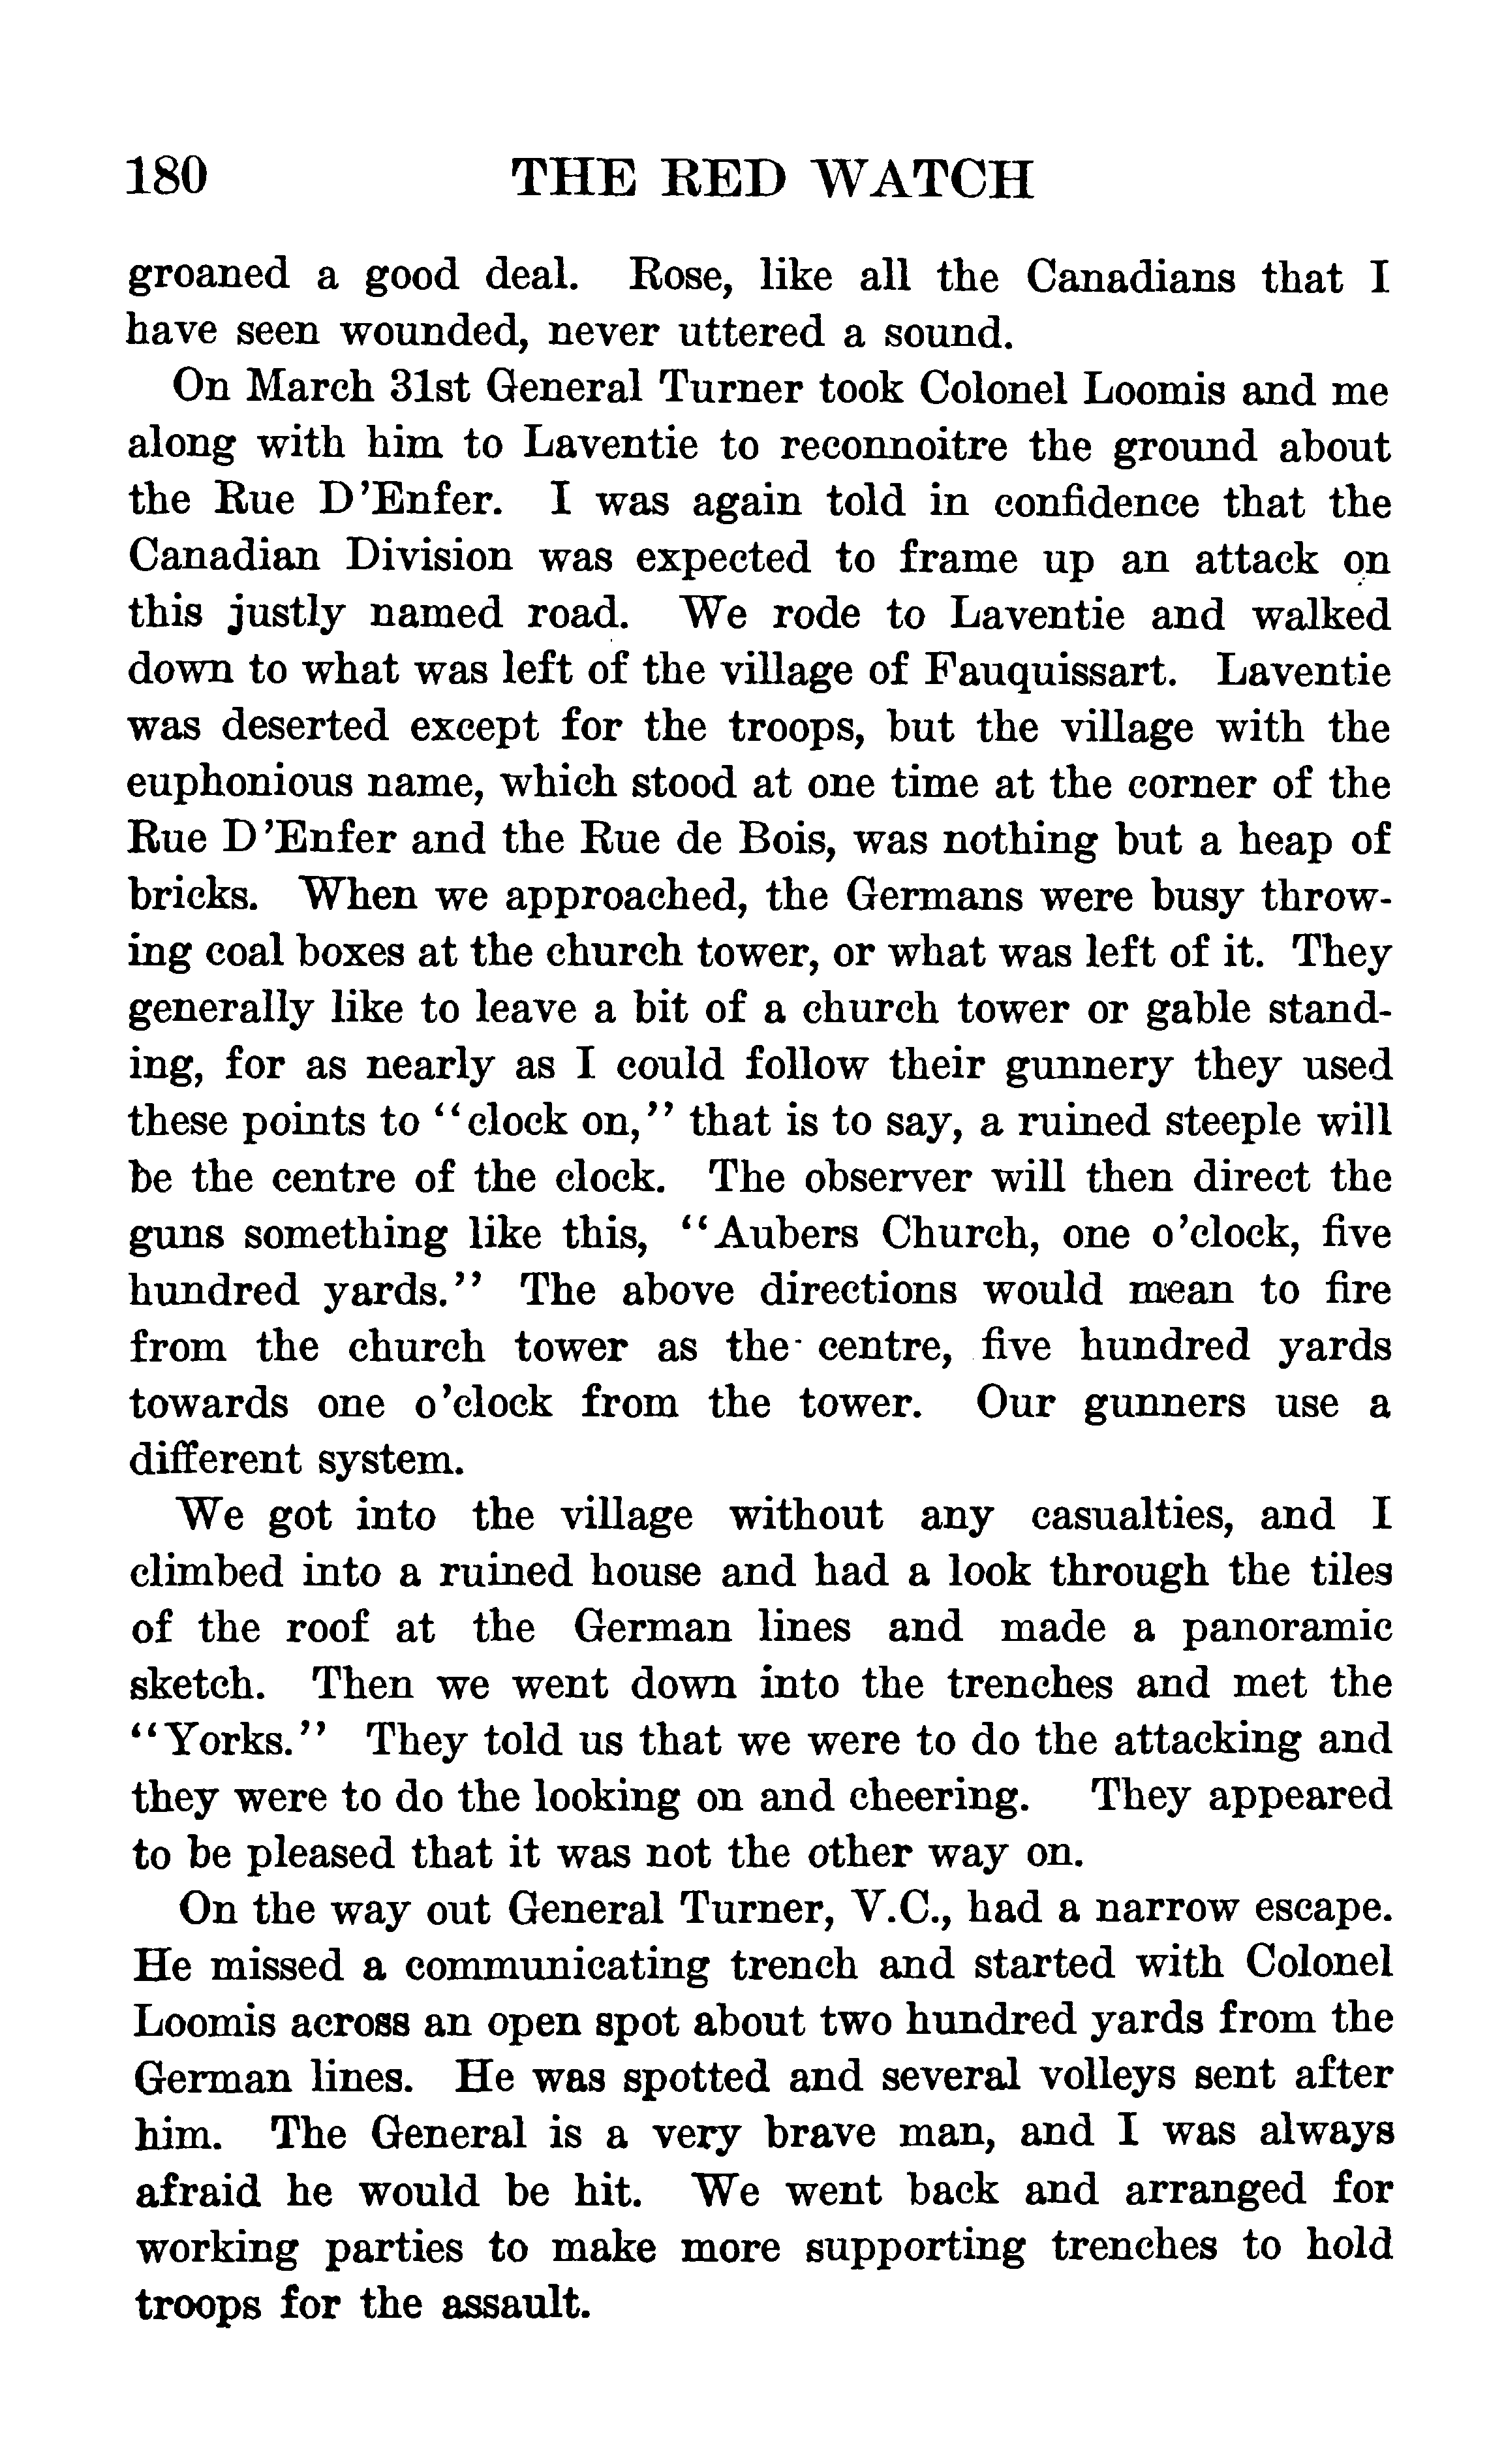 180 THE RED WATCH
groaned a good deal. Rose, like all the Canadians that I
have seen wounded, never uttered a sound.
On March 31st General Turner took Colonel Loomis and me
along with him to Laventie to reconnoitre the ground about
the Rue D'Enfer. I was again told in confidence that the
Canadian Division was expected to frame up an attack on
this justly named road. We rode to Laventie and walked
down to what was left of the village of Fauquissart. Laventie
was deserted except for the troops, but the village with the
euphonious name, which stood at one time at the corner of the
Rue D'Enfer and the Rue de Bois, was nothing but a heap of
bricks. When we approached, the Germans were busy throw-
ing coal boxes at the church tower, or what was left of it. They
generally like to leave a bit of a church tower or gable stand-
ing, for as nearly as I could follow their gunnery they used
these points to "clock on," that is to say, a ruined steeple will
be the centre of the clock. The observer will then direct the
guns something like this, "Aubers Church, one o'clock, five
hundred yards." The above directions would mean to fire
from the church tower as the centre, five hundred yards
towards one o'clock from the tower. Our gunners use a
different system.
We got into the village without any casualties, and I
climbed into a ruined house and had a look through the tiles
of the roof at the German lines and made a panoramic
sketch. Then we went down into the trenches and met the
"Yorks." They told us that we were to do the attacking and
they were to do the looking on and cheering. They appeared
to be pleased that it was not the other way on.
On the way out General Turner, V.C., had a narrow escape.
He missed a communicating trench and started with Colonel
Loomis across an open spot about two hundred yards from the
German lines. He was spotted and several volleys sent after
him. The General is a very brave man, and I was always
afraid he would be hit. We went back and arranged for
working parties to make more supporting trenches to hold
troops for the assault.